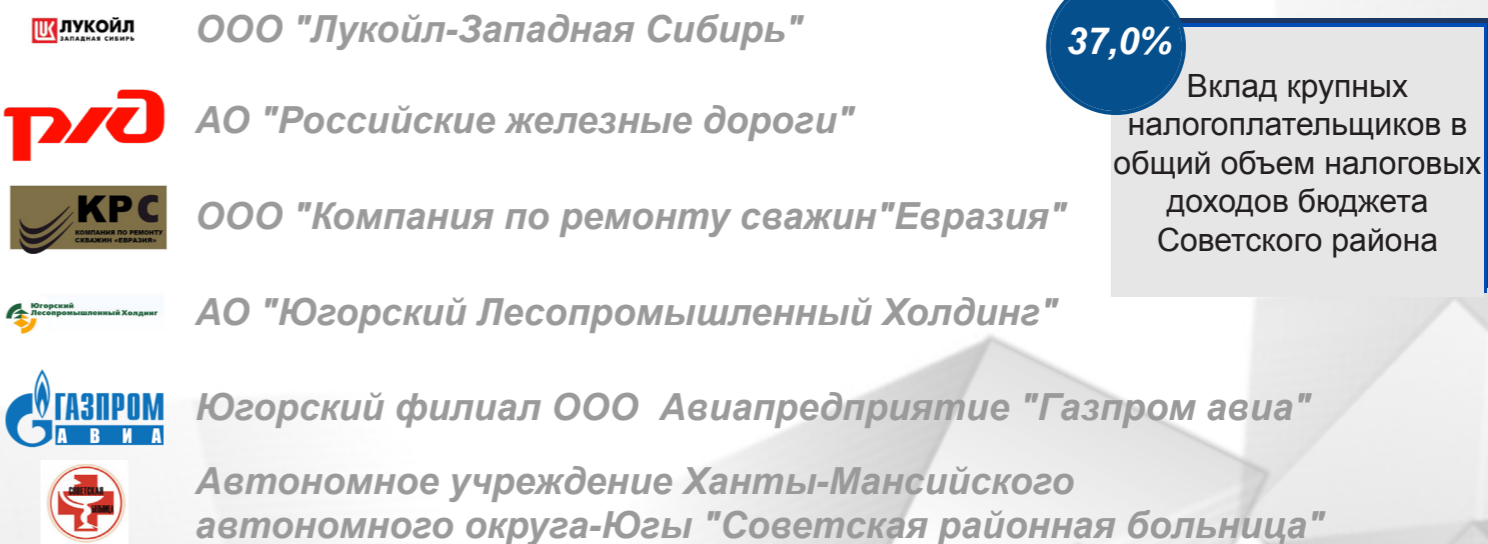 ЛУКОЙЛ
ЗАПАДНАЯ СИБИРЬ
ООО "Лукойл-Западная Сибирь"
37,0%
Вклад крупных
налогоплательщиков в
общий объем налоговых
доходов бюджета
Советского района
ржд
АО "Российские железные дороги"
КРС
КОМПАНИЯ ПО РЕМОНТУ
СКВАЖИН «ЕВРАЗИЯ»
ООО "Компания по ремонту сважин"Евразия"
Югорский
Лесопромышленный Холдинг
АО "Югорский Лесопромышленный Холдинг"
ГАЗПРОМ
АВИА
Югорский филиал ООО Авиапредприятие "Газпром авиа"
СОВЕТСКАЯ
БОЛЬНИЦА
Автономное учреждение Ханты-Мансийского
автономного округа-Югы "Советская районная больница"